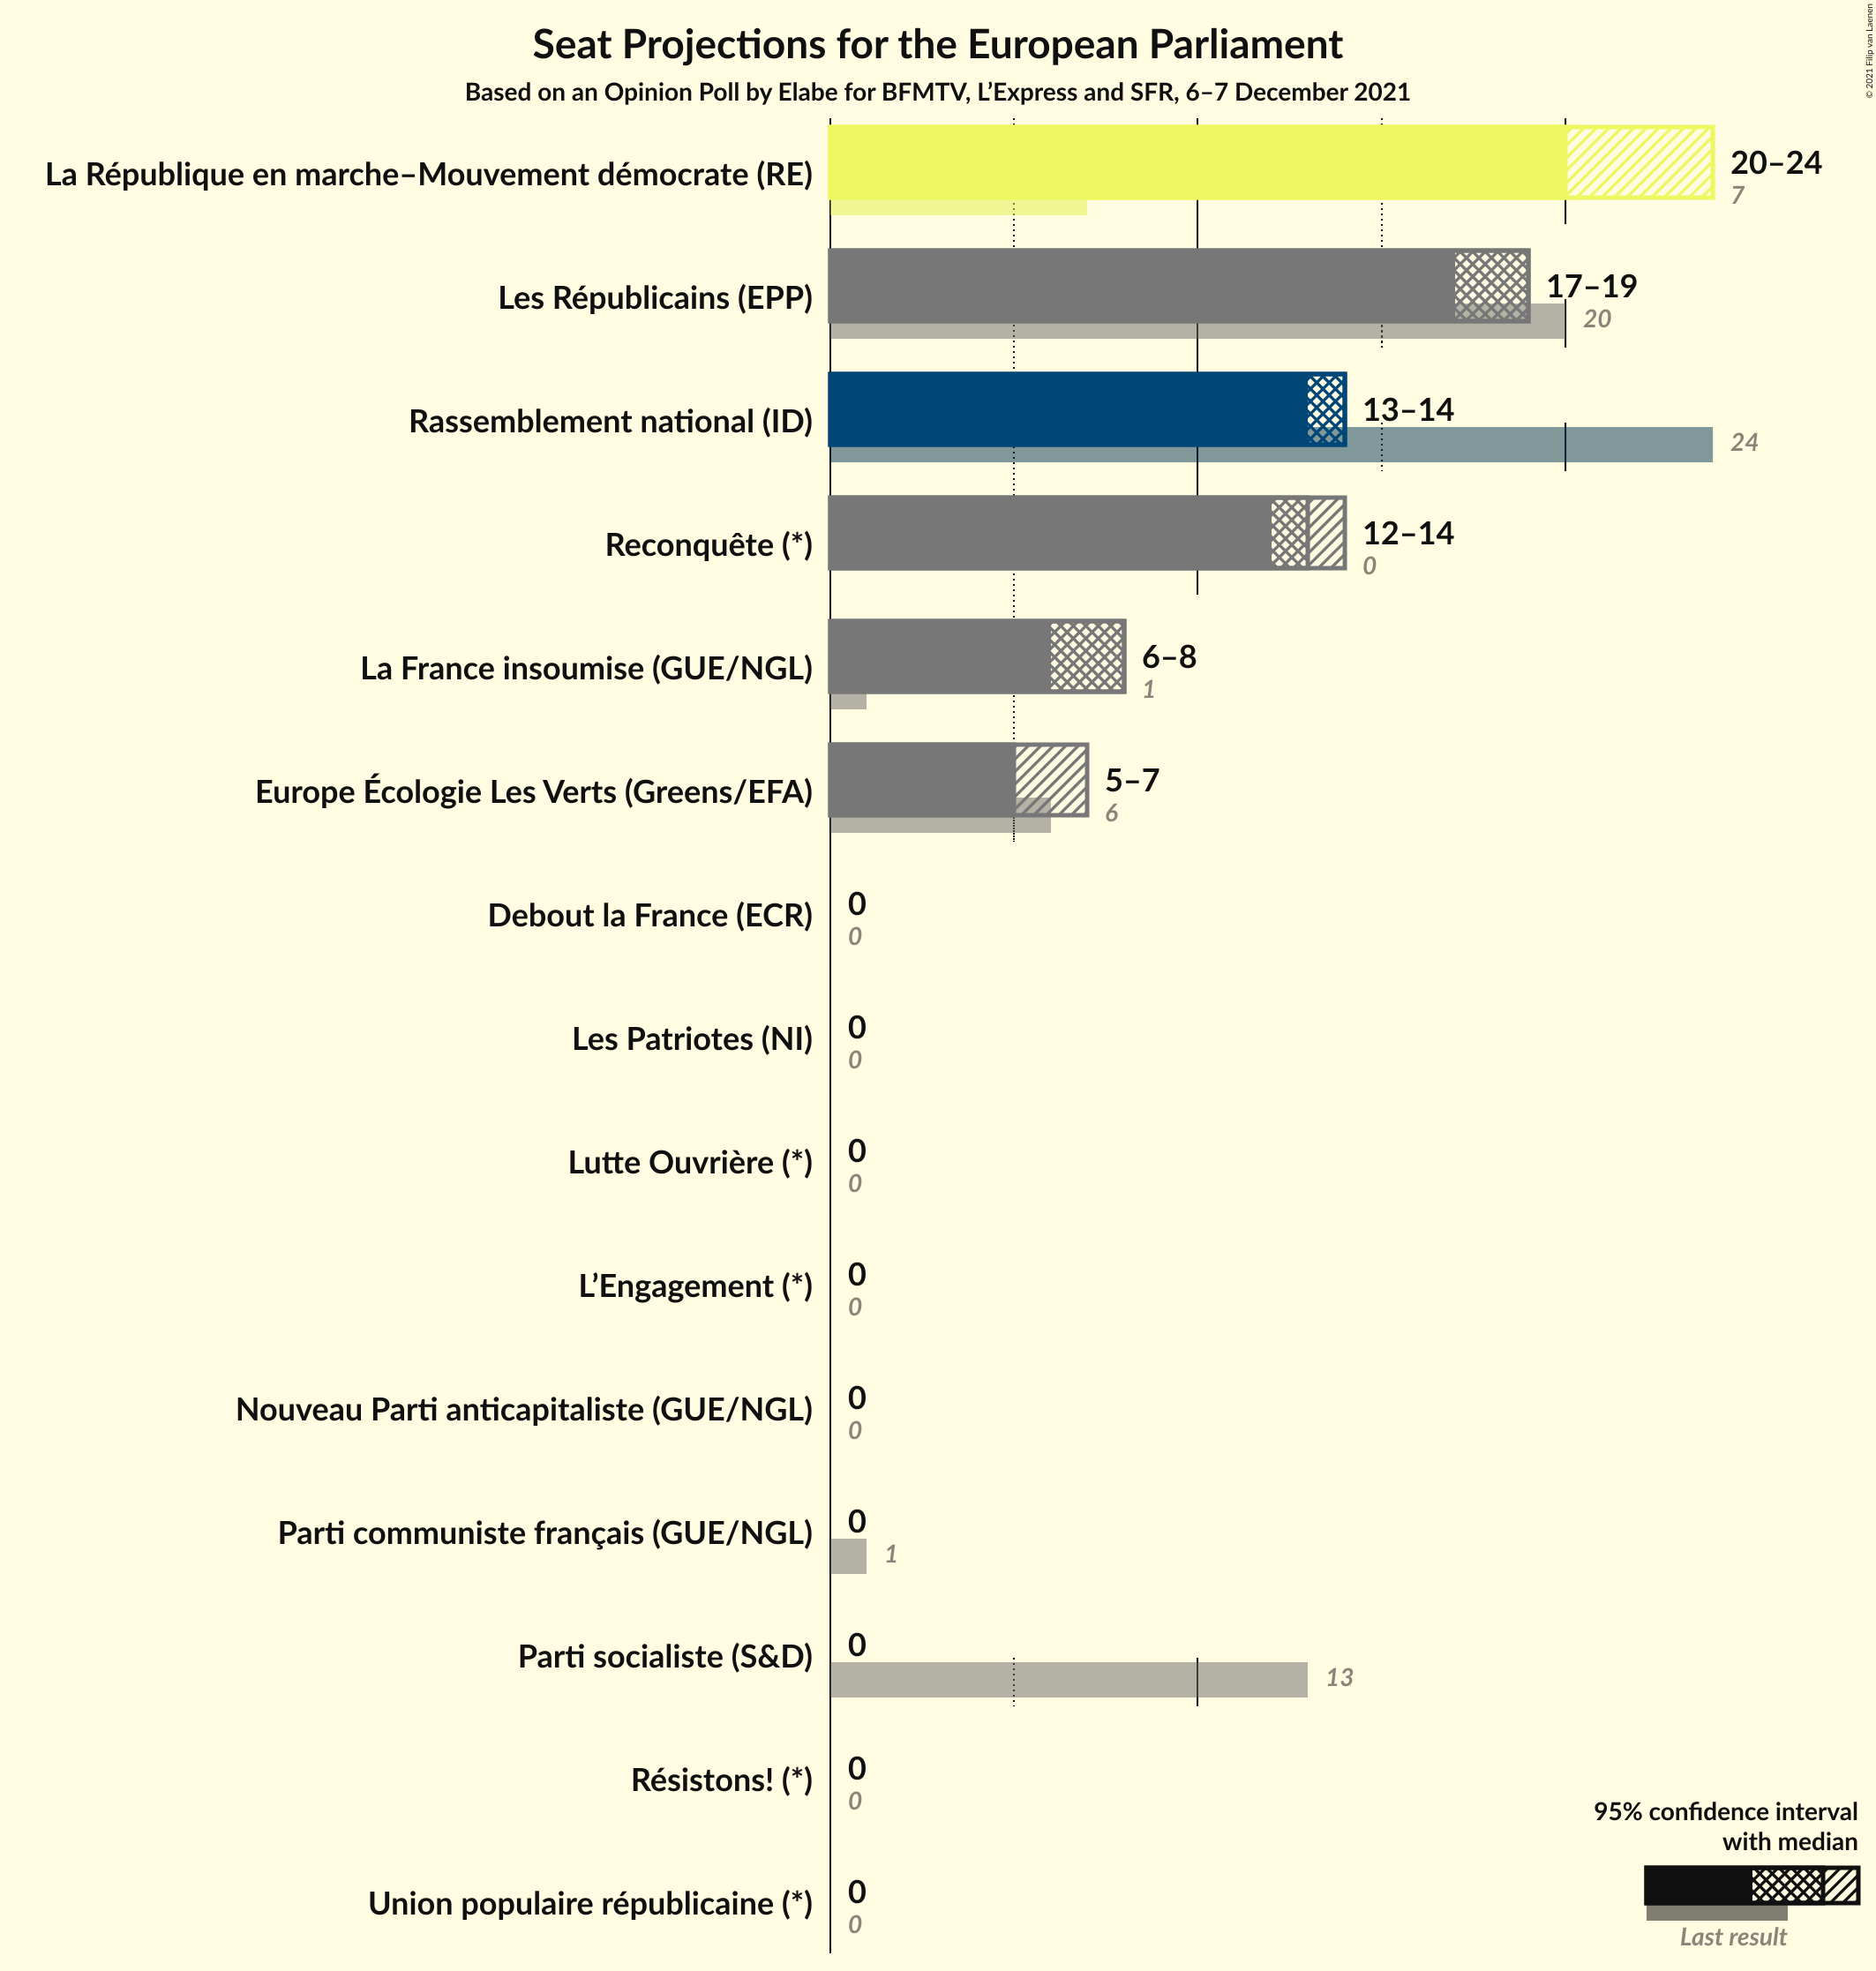 Seat Projections for the European Parliament
Based on an Opinion Poll by Elabe for BFMTV, L’Express and SFR, 6–7 December 2021
© 2021 Filip van Laenen
La République en marche–Mouvement démocrate (RE)
20–24
7
Les Républicains (EPP)
17–19
20
Rassemblement national (ID)
13–14
24
Reconquête (*)
12–14
0
La France insoumise (GUE/NGL)
6–8
1
Europe Écologie Les Verts (Greens/EFA)
5–7
6
Debout la France (ECR)
0
0
Les Patriotes (NI)
0
0
Lutte Ouvrière (*)
0
0
L’Engagement (*)
0
0
Nouveau Parti anticapitaliste (GUE/NGL)
0
0
Parti communiste français (GUE/NGL)
0
1
Parti socialiste (S&D)
0
13
Résistons! (*)
0
0
Union populaire républicaine (*)
0
0
95% confidence interval
with median
Last result